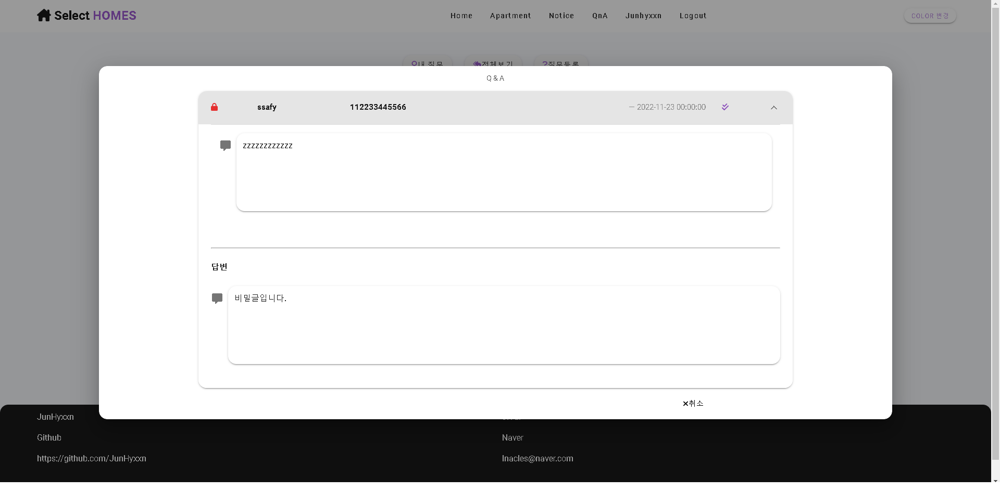 Select HOMES
Home Apartment Notice QnA Junhyxxn Logout
COLOR 변경
내 질문 전체보기 질문등록
Q & A
ssafy 112233445566 — 2022-11-23 00:00:00
zzzzzzzzzzzz
답변
비밀글입니다.
취소
JunHyxxn
Github
Naver
https://github.com/JunHyxxn
lnacles@naver.com